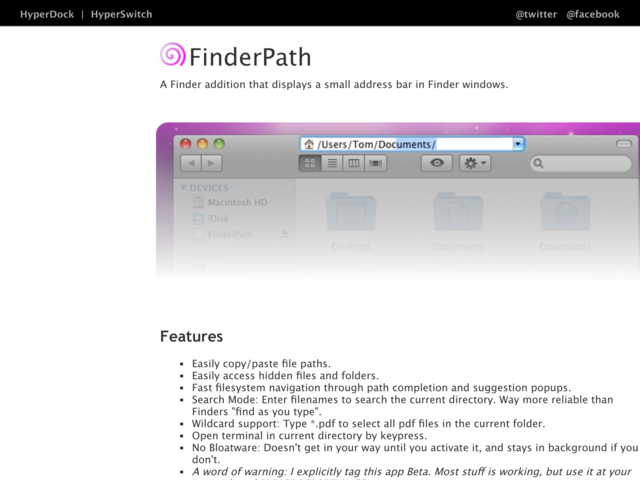 HyperDock | HyperSwitch @twitter @facebook
FinderPath
A Finder addition that displays a small address bar in Finder windows.
/Users/Tom/Documents/
DEVICES
Macintosh HD
iDisk
FinderPath
Desktop Documents Downloads
Features
• Easily copy/paste file paths.
• Easily access hidden files and folders.
• Fast filesystem navigation through path completion and suggestion popups.
• Search Mode: Enter filenames to search the current directory. Way more reliable than
Finders "find as you type".
• Wildcard support: Type *.pdf to select all pdf files in the current folder.
• Open terminal in current directory by keypress.
• No Bloatware: Doesn't get in your way until you activate it, and stays in background if you
don't.
• A word of warning: I explicitly tag this app Beta. Most stuff is working, but use it at your